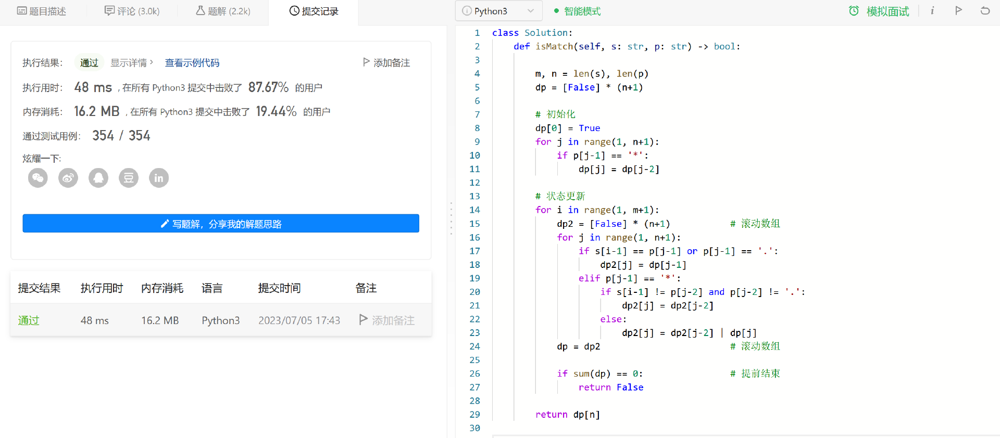 题目描述
评论 (3.0k)
题解 (2.2k)
提交记录
执行结果：
通过
显示详情 ›
查看示例代码
添加备注
执行用时： 48 ms , 在所有 Python3 提交中击败了 87.67% 的用户
内存消耗： 16.2 MB , 在所有 Python3 提交中击败了 19.44% 的用户
通过测试用例： 354 / 354
炫耀一下:
豆
in
写题解，分享我的解题思路
提交结果 执行用时 内存消耗 语言 提交时间 备注
通过 48 ms 16.2 MB Python3 2023/07/05 17:43 添加备注
i Python3
智能模式
模拟面试
i
1 class Solution:
2     def isMatch(self, s: str, p: str) -> bool:
3
4         m, n = len(s), len(p)
5         dp = [False] * (n+1)
6
7         # 初始化
8         dp[0] = True
9         for j in range(1, n+1):
10             if p[j-1] == '*':
11                 dp[j] = dp[j-2]
12
13         # 状态更新
14         for i in range(1, m+1):
15             dp2 = [False] * (n+1)           # 滚动数组
16             for j in range(1, n+1):
17                 if s[i-1] == p[j-1] or p[j-1] == '.':
18                     dp2[j] = dp[j-1]
19                 elif p[j-1] == '*':
20                     if s[i-1] != p[j-2] and p[j-2] != '.':
21                         dp2[j] = dp2[j-2]
22                     else:
23                         dp2[j] = dp2[j-2] | dp[j]
24             dp = dp2                        # 滚动数组
25
26             if sum(dp) == 0:                # 提前结束
27                 return False
28
29         return dp[n]
30